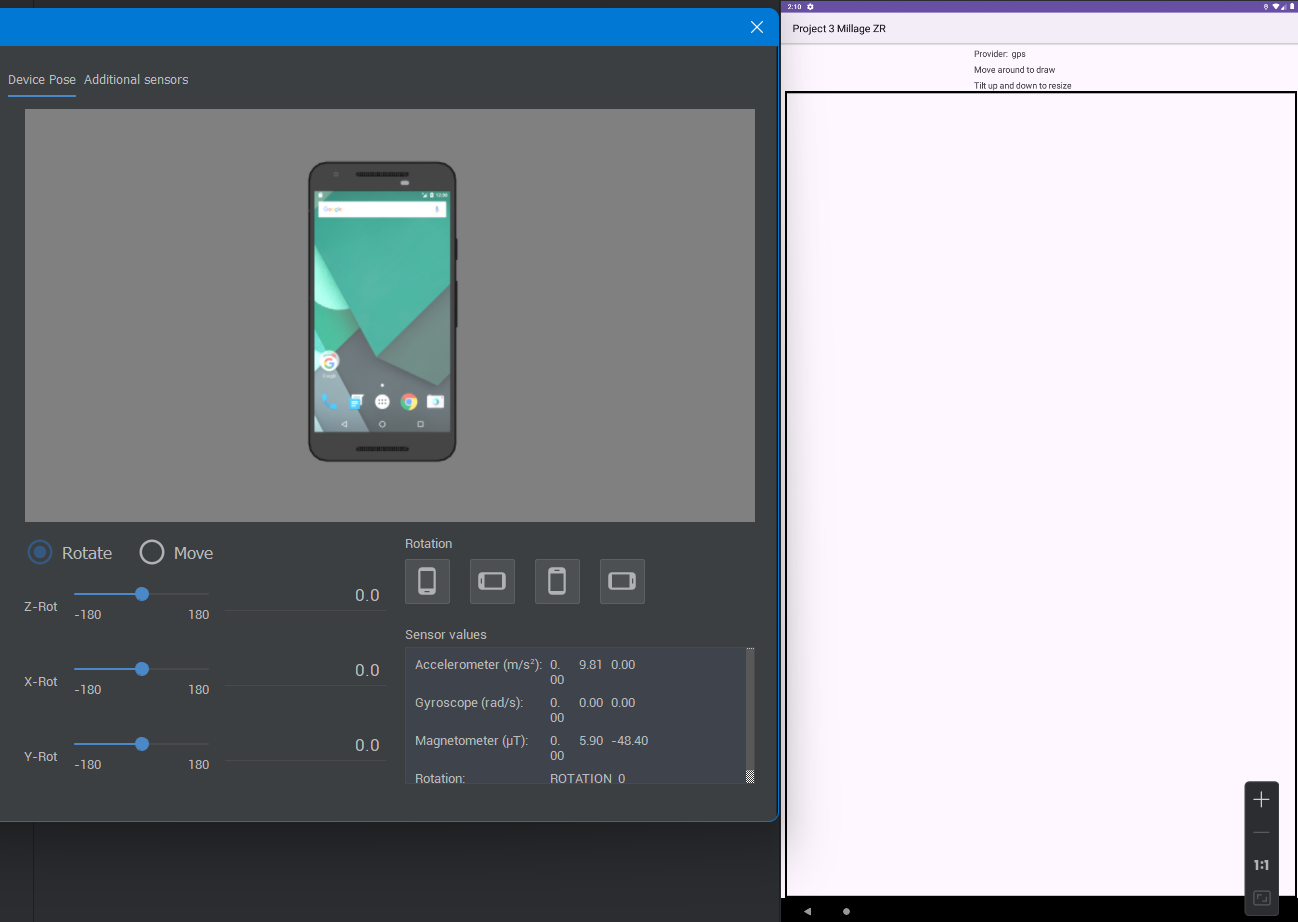 Device Pose Additional sensors
Google
12:00
Rotate Move
Z-Rot
-180 180
0.0
X-Rot
-180 180
0.0
Y-Rot
-180 180
0.0
Rotation
Sensor values
Accelerometer (m/s²): 0.00 9.81 0.00
Gyroscope (rad/s): 0.00 0.00 0.00
Magnetometer (μT): 0.00 5.90 -48.40
Rotation: ROTATION_0
2:10
Project 3 Millage ZR
Provider: gps
Move around to draw
Tilt up and down to resize
1:1